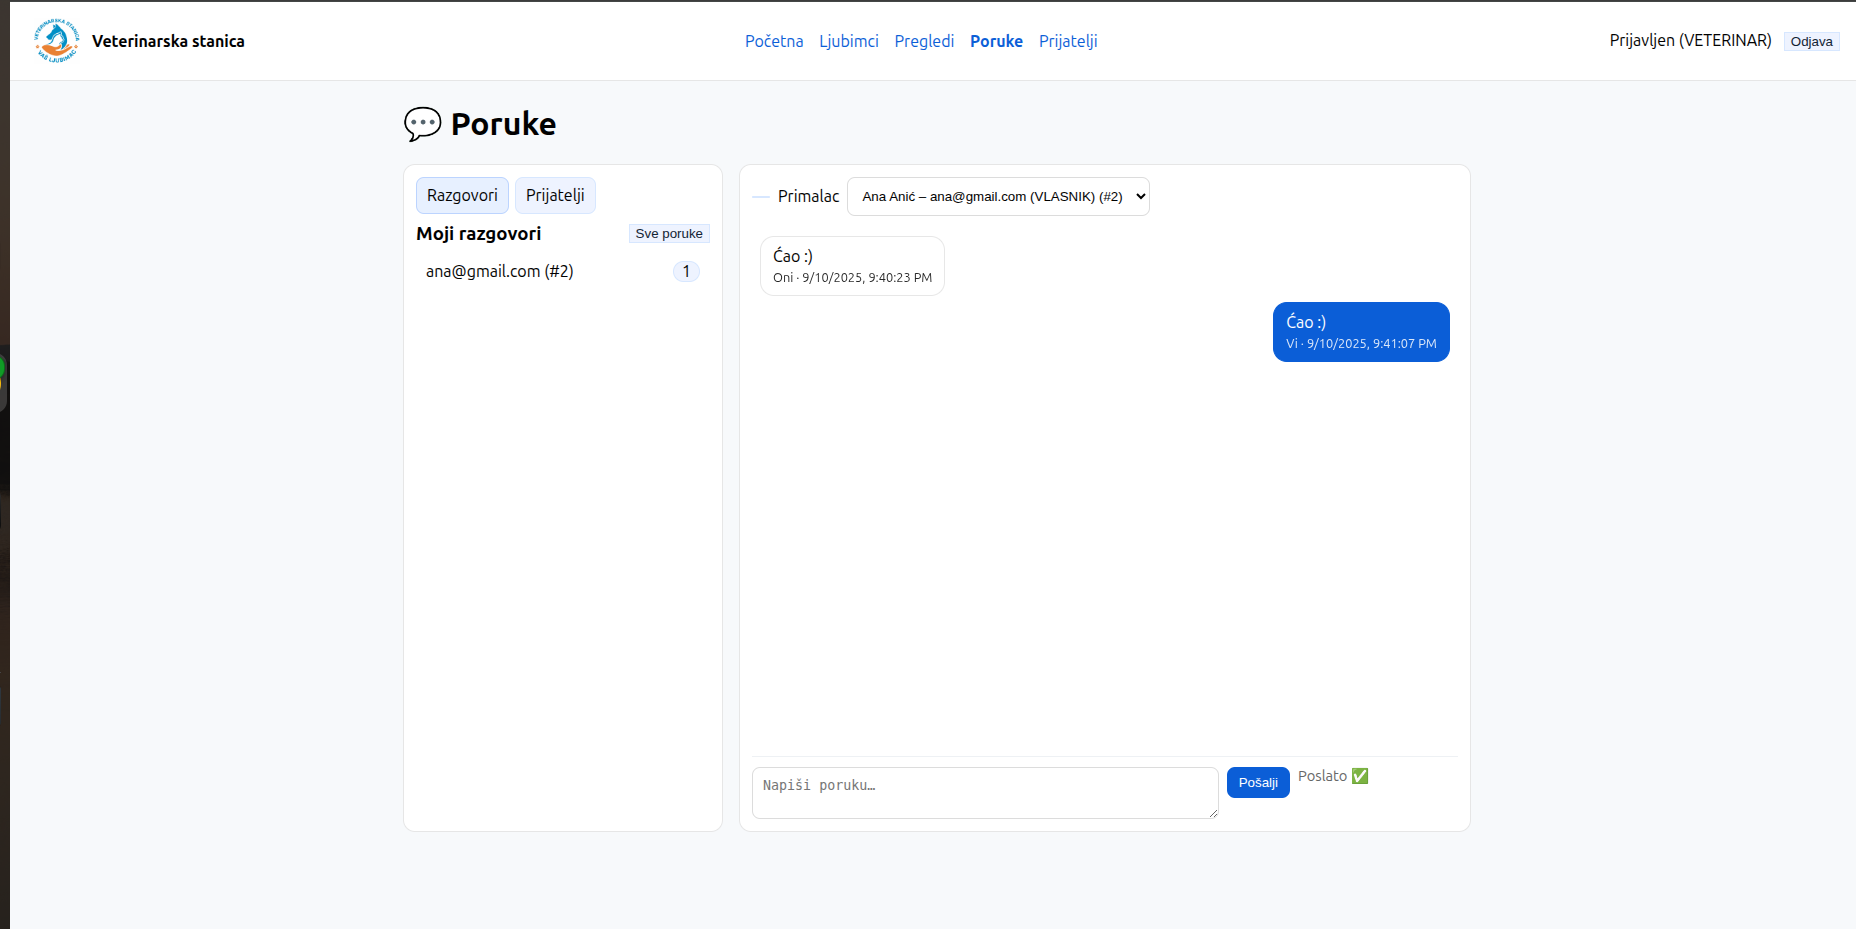 VETERINARSKA STANICA
VAŠ LJUBIMAC
Veterinarska stanica
Početna Ljubimci Pregledi Poruke Prijatelji
Prijavljen (VETERINAR) Odjava
💬 Poruke
Razgovori Prijatelji
Moji razgovori Sve poruke
ana@gmail.com (#2) 1
— Primalac Ana Anić – ana@gmail.com (VLASNIK) (#2)
Ćao :)
Oni · 9/10/2025, 9:40:23 PM
Ćao :)
Vi · 9/10/2025, 9:41:07 PM
Napiši poruku… Pošalji Poslato ✅